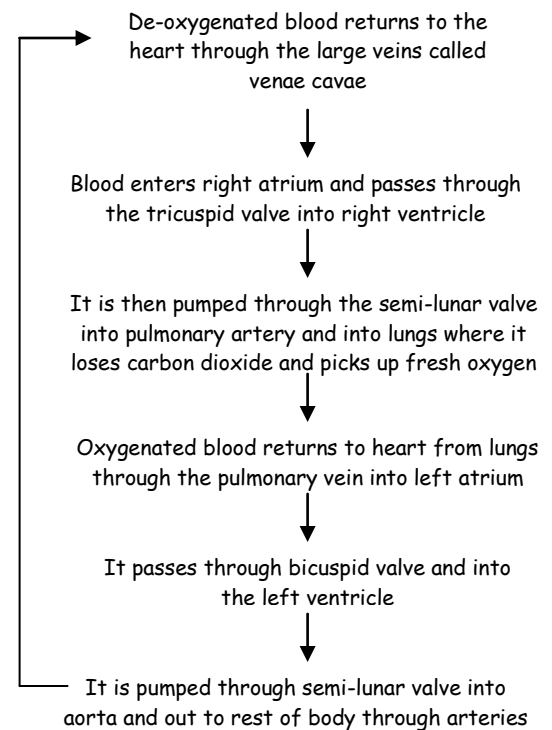 De-oxygenated blood returns to the
heart through the large veins called
venae cavae
Blood enters right atrium and passes through
the tricuspid valve into right ventricle
It is then pumped through the semi-lunar valve
into pulmonary artery and into lungs where it
loses carbon dioxide and picks up fresh oxygen
Oxygenated blood returns to heart from lungs
through the pulmonary vein into left atrium
It passes through bicuspid valve and into
the left ventricle
It is pumped through semi-lunar valve into
aorta and out to rest of body through arteries